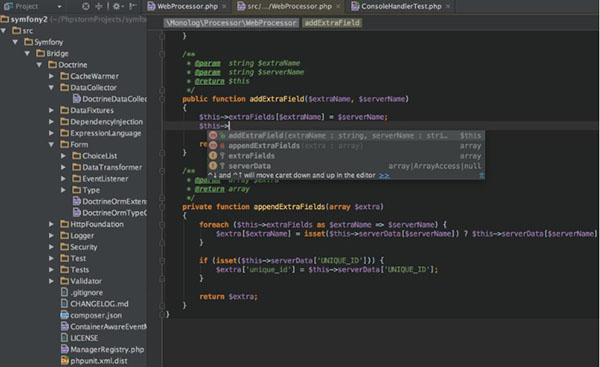 Project
WebProcessor.php
src/.../WebProcessor.php
ConsoleHandlerTest.php
symfony2 (~/PhpstormProjects/symfony
src
Symfony
Bridge
Doctrine
CacheWarmer
DataCollector
DoctrineDataColle
DataFixtures
DependencyInjection
ExpressionLanguage
Form
ChoiceList
DataTransformer
EventListener
Type
DoctrineOrmExtens
DoctrineOrmTypeG
HttpFoundation
Logger
Security
Test
Tests
Validator
.gitignore
CHANGELOG.md
composer.json
ContainerAwareEventM
LICENSE
ManagerRegistry.php
phpunit.xml.dist
\Monolog\Processor\WebProcessor addExtraField
}
/**
* @param string $extraName
* @param string $serverName
* @return $this
*/
public function addExtraField($extraName, $serverName)
{
$this->extraFields[$extraName] = $serverName;
$this->
addExtraField(extraName : string, serverName : stri… $this
re
appendExtraFields(extra : array) array
}
extraFields array
serverData array|ArrayAccess|null
^↓ and ^↑ will move caret down and up in the editor >>
/**
* @param array $extra
* @return array
*/
private function appendExtraFields(array $extra)
{
foreach ($this->extraFields as $extraName => $serverName) {
$extra[$extraName] = isset($this->serverData[$serverName]) ? $this->serverData[$serverName]
}
if (isset($this->serverData['UNIQUE_ID'])) {
$extra['unique_id'] = $this->serverData['UNIQUE_ID'];
}
return $extra;
}
}